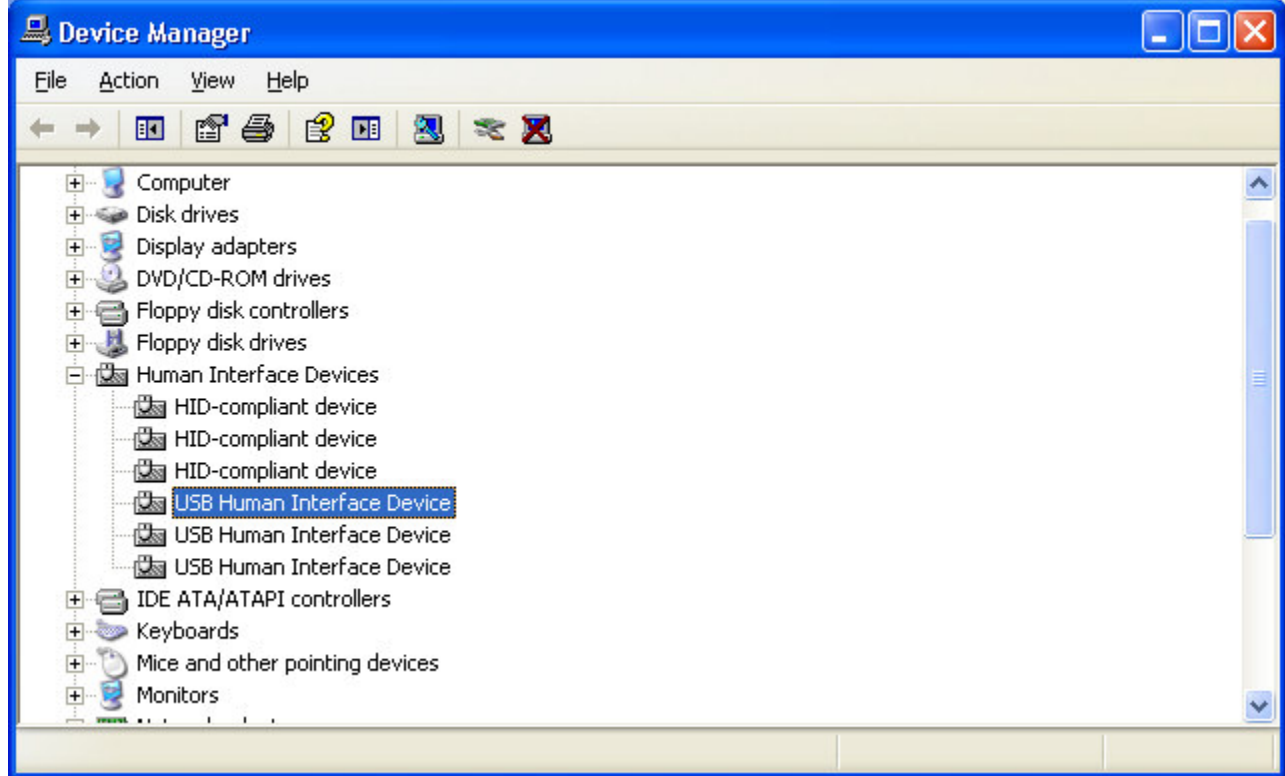 Device Manager
File Action View Help
Computer
Disk drives
Display adapters
DVD/CD-ROM drives
Floppy disk controllers
Floppy disk drives
Human Interface Devices
HID-compliant device
HID-compliant device
HID-compliant device
USB Human Interface Device
USB Human Interface Device
USB Human Interface Device
IDE ATA/ATAPI controllers
Keyboards
Mice and other pointing devices
Monitors